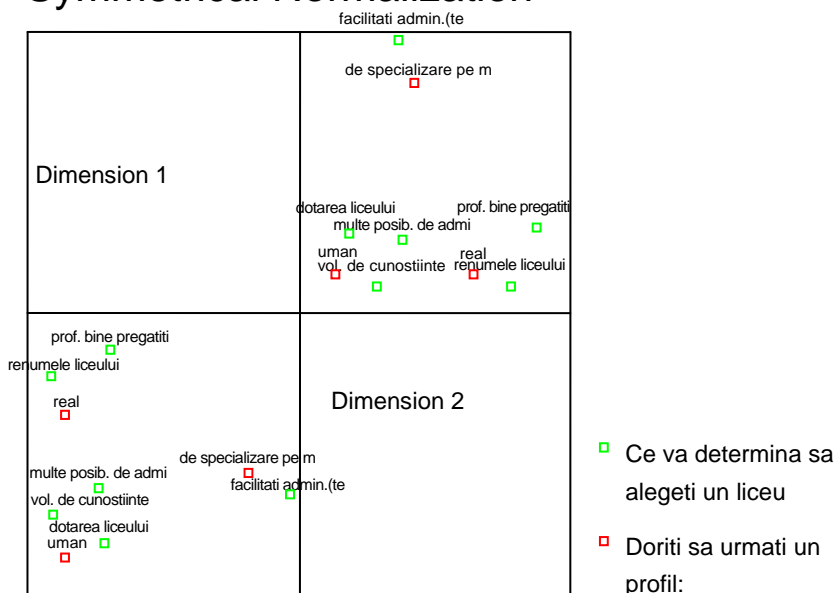 Symmetrical Normalization
facilitati admin.(te
de specializare pe m
Dimension 1
dotarea liceului
prof. bine pregatiti
multe posib. de admi
uman
real
vol. de cunostiinte
renumele liceului
prof. bine pregatiti
renumele liceului
real
Dimension 2
de specializare pe m
multe posib. de admi
facilitati admin.(te
vol. de cunostiinte
dotarea liceului
uman
Ce va determina sa
alegeti un liceu
Doriti sa urmati un
profil: